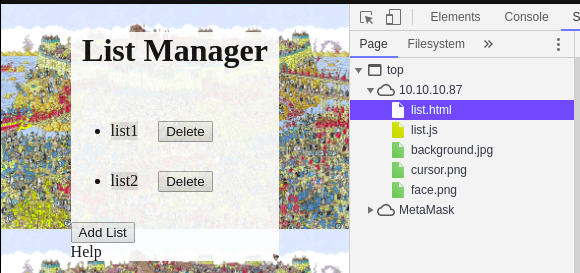 List Manager
list1 Delete
list2 Delete
Add List
Help
Elements Console S
Page Filesystem »
top
10.10.10.87
list.html
list.js
background.jpg
cursor.png
face.png
MetaMask